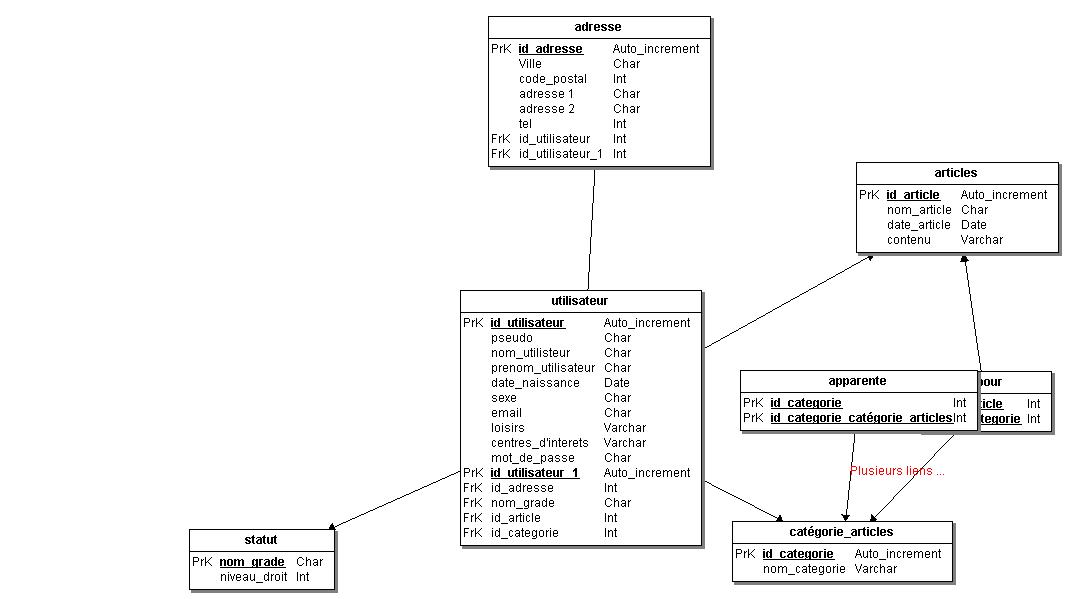 adresse
PrK id_adresse Auto_increment
Ville Char
code_postal Int
adresse 1 Char
adresse 2 Char
tel Int
FrK id_utilisateur Int
FrK id_utilisateur_1 Int
articles
PrK id_article Auto_increment
nom_article Char
date_article Date
contenu Varchar
utilisateur
PrK id_utilisateur Auto_increment
pseudo Char
nom_utilisteur Char
prenom_utilisateur Char
date_naissance Date
sexe Char
email Char
loisirs Varchar
centres_d'interets Varchar
mot_de_passe Char
PrK id_utilisateur_1 Auto_increment
FrK id_adresse Int
FrK nom_grade Char
FrK id_article Int
FrK id_categorie Int
apparente
PrK id_categorie Int
PrK id_categorie_catégorie_articles Int
Int
Int
Plusieurs liens ...
statut
PrK nom_grade Char
niveau_droit Int
catégorie_articles
PrK id_categorie Auto_increment
nom_categorie Varchar